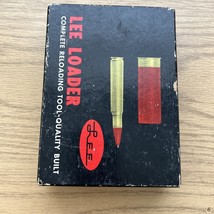 LEE LOADER
COMPLETE RELOADING TOOL-QUALITY BUILT
LEE